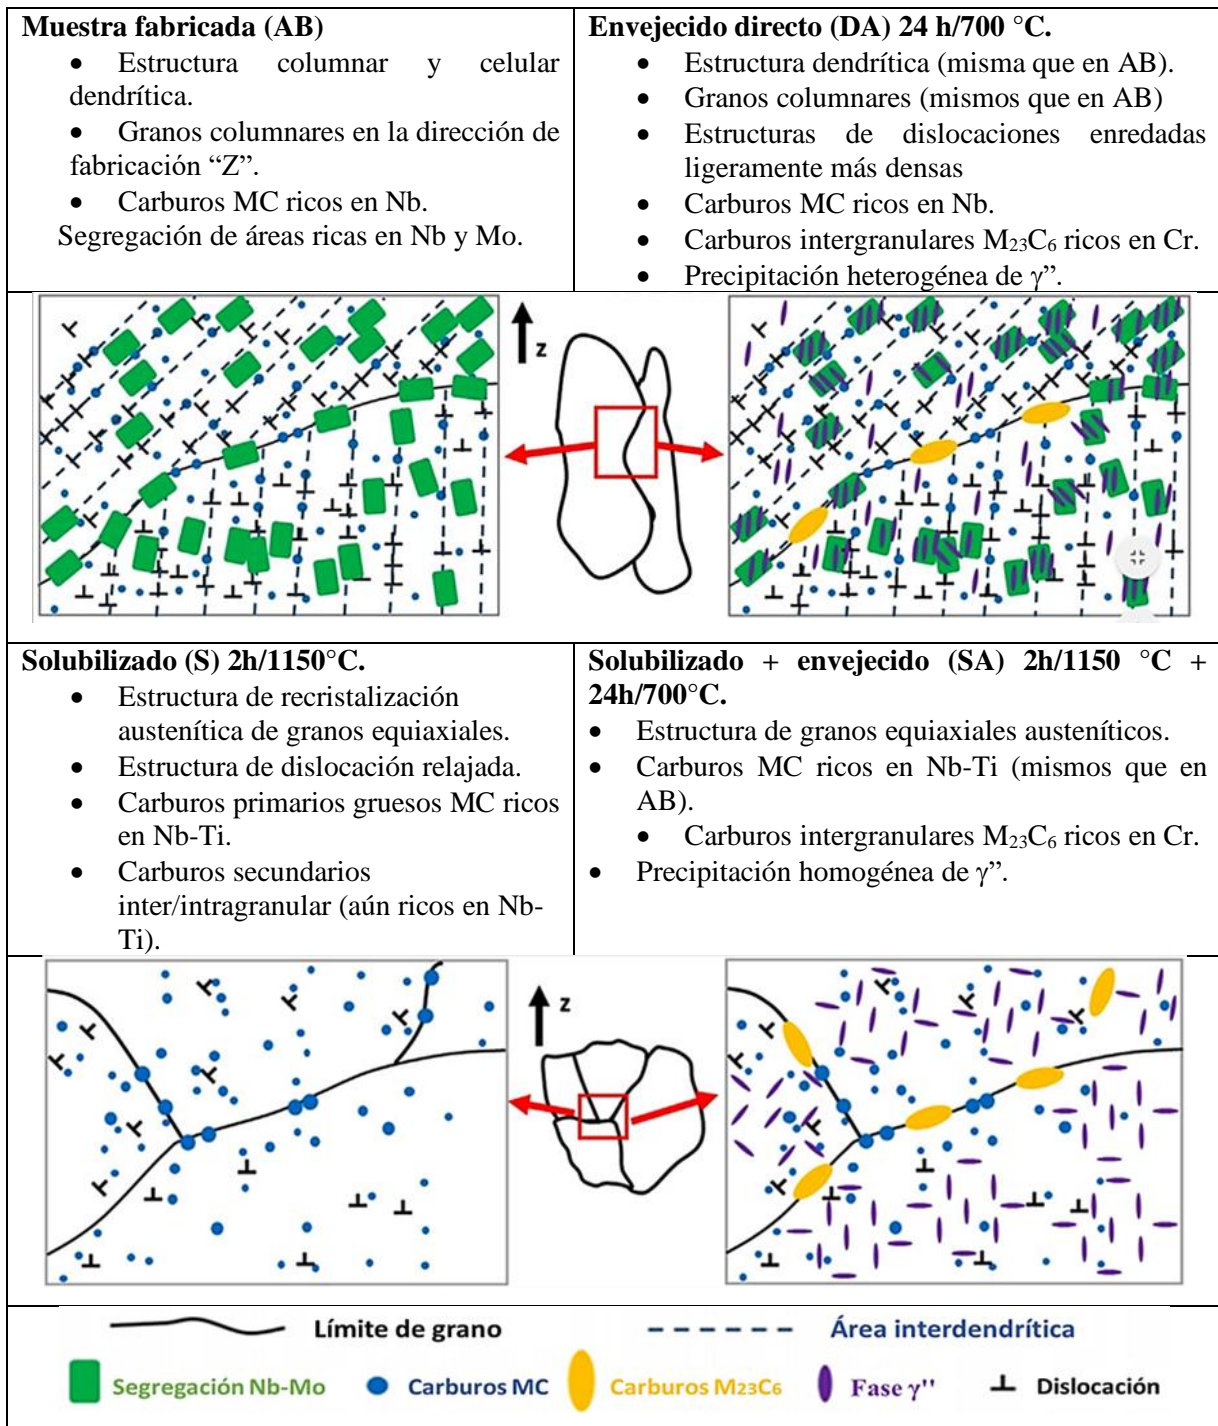 Muestra fabricada (AB)
• Estructura columnar y celular
dendrítica.
• Granos columnares en la dirección de
fabricación “Z”.
• Carburos MC ricos en Nb.
Segregación de áreas ricas en Nb y Mo.
Envejecido directo (DA) 24 h/700 °C.
• Estructura dendrítica (misma que en AB).
• Granos columnares (mismos que en AB)
• Estructuras de dislocaciones enredadas
ligeramente más densas
• Carburos MC ricos en Nb.
• Carburos intergranulares M₂₃C₆ ricos en Cr.
• Precipitación heterogénea de γ”.
z
Solubilizado (S) 2h/1150°C.
• Estructura de recristalización
austenítica de granos equiaxiales.
• Estructura de dislocación relajada.
• Carburos primarios gruesos MC ricos
en Nb-Ti.
• Carburos secundarios
inter/intragranular (aún ricos en Nb-
Ti).
Solubilizado + envejecido (SA) 2h/1150 °C +
24h/700°C.
• Estructura de granos equiaxiales austeníticos.
• Carburos MC ricos en Nb-Ti (mismos que en
AB).
• Carburos intergranulares M₂₃C₆ ricos en Cr.
• Precipitación homogénea de γ”.
z
Límite de grano
Área interdendrítica
Segregación Nb-Mo
Carburos MC
Carburos M₂₃C₆
Fase γ''
Dislocación